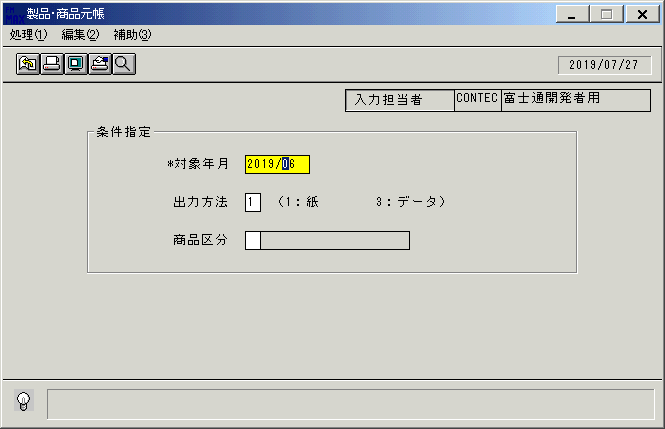 製品・商品元帳
処理(1) 編集(2) 補助(3)
2019/07/27
入力担当者 CONTEC 富士通開発者用
条件指定
*対象年月 2019/06
出力方法 1 (1:紙 3:データ)
商品区分